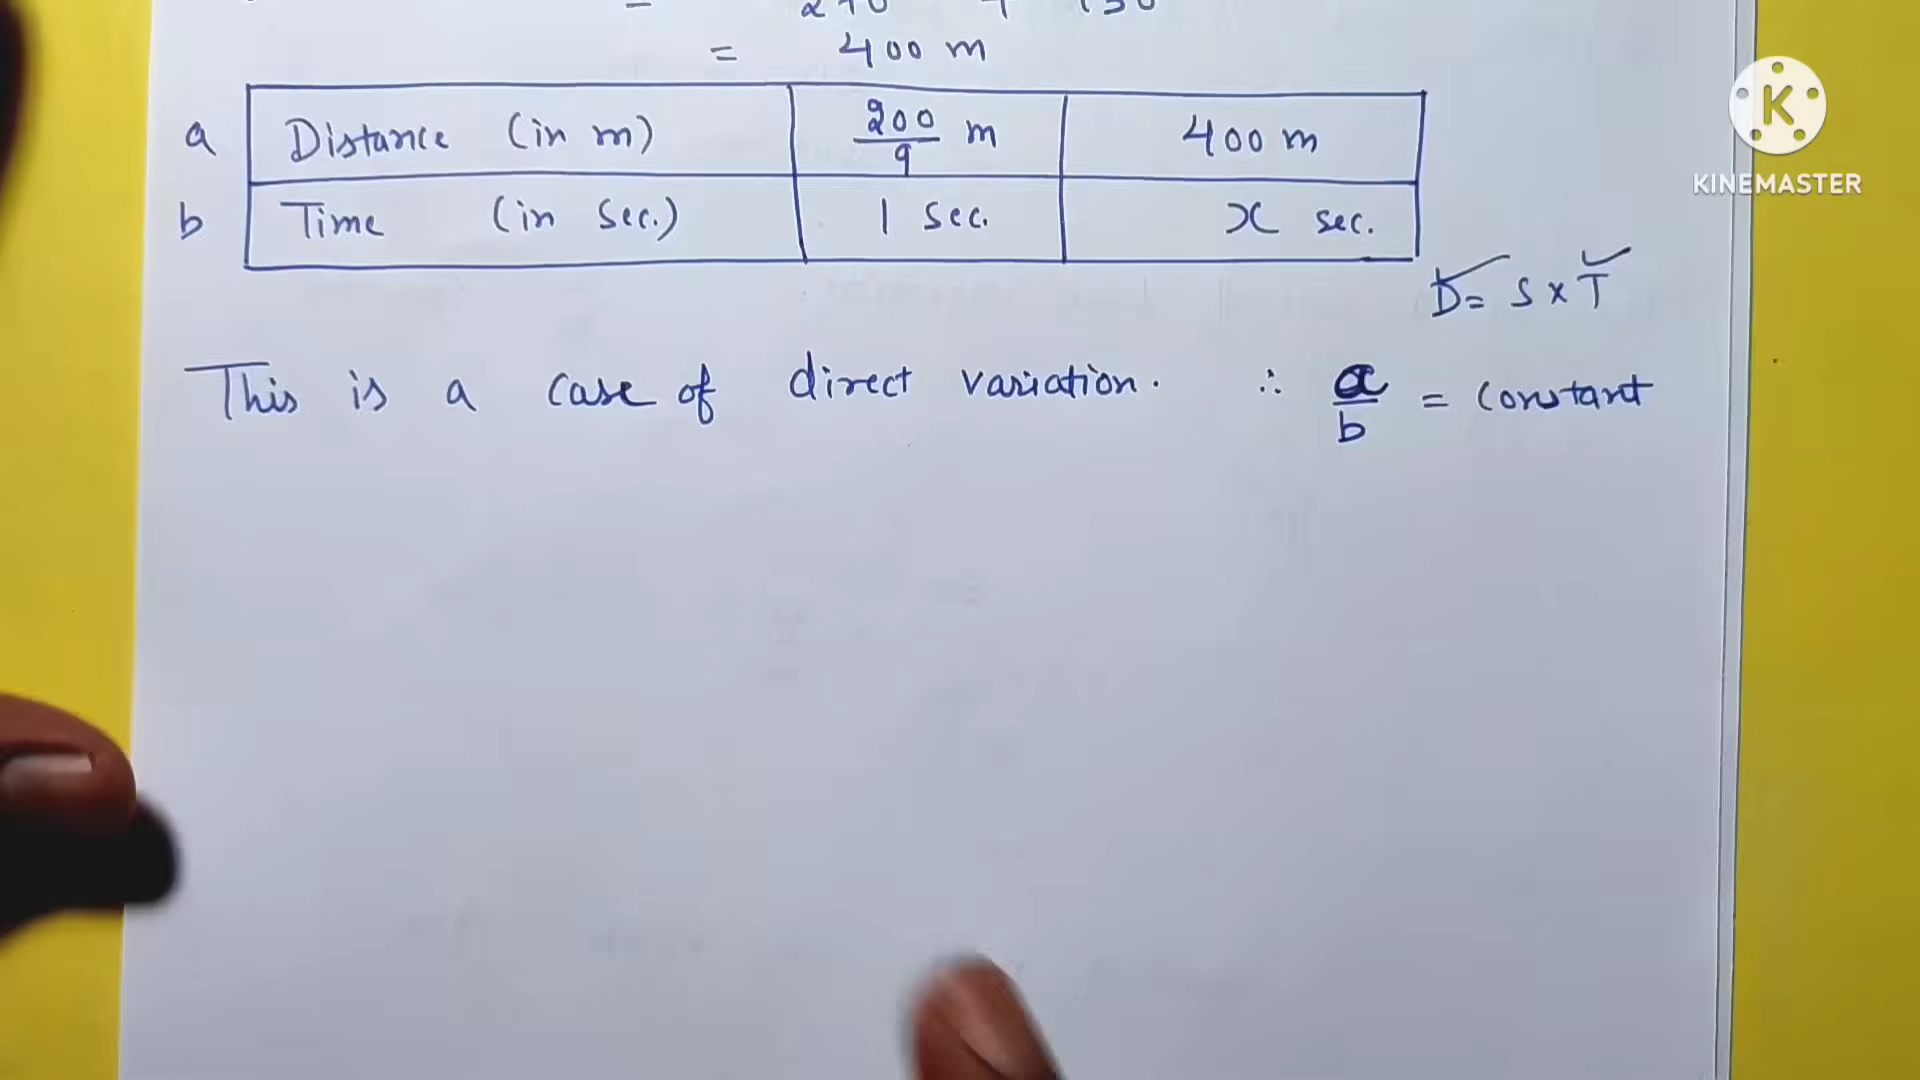 = 400 m
a Distance (in m) 200/9 m 400 m
b Time (in Sec.) 1 Sec. x sec.
D = S × T
This is a case of direct variation. ∴ a/b = constant
K
KINEMASTER